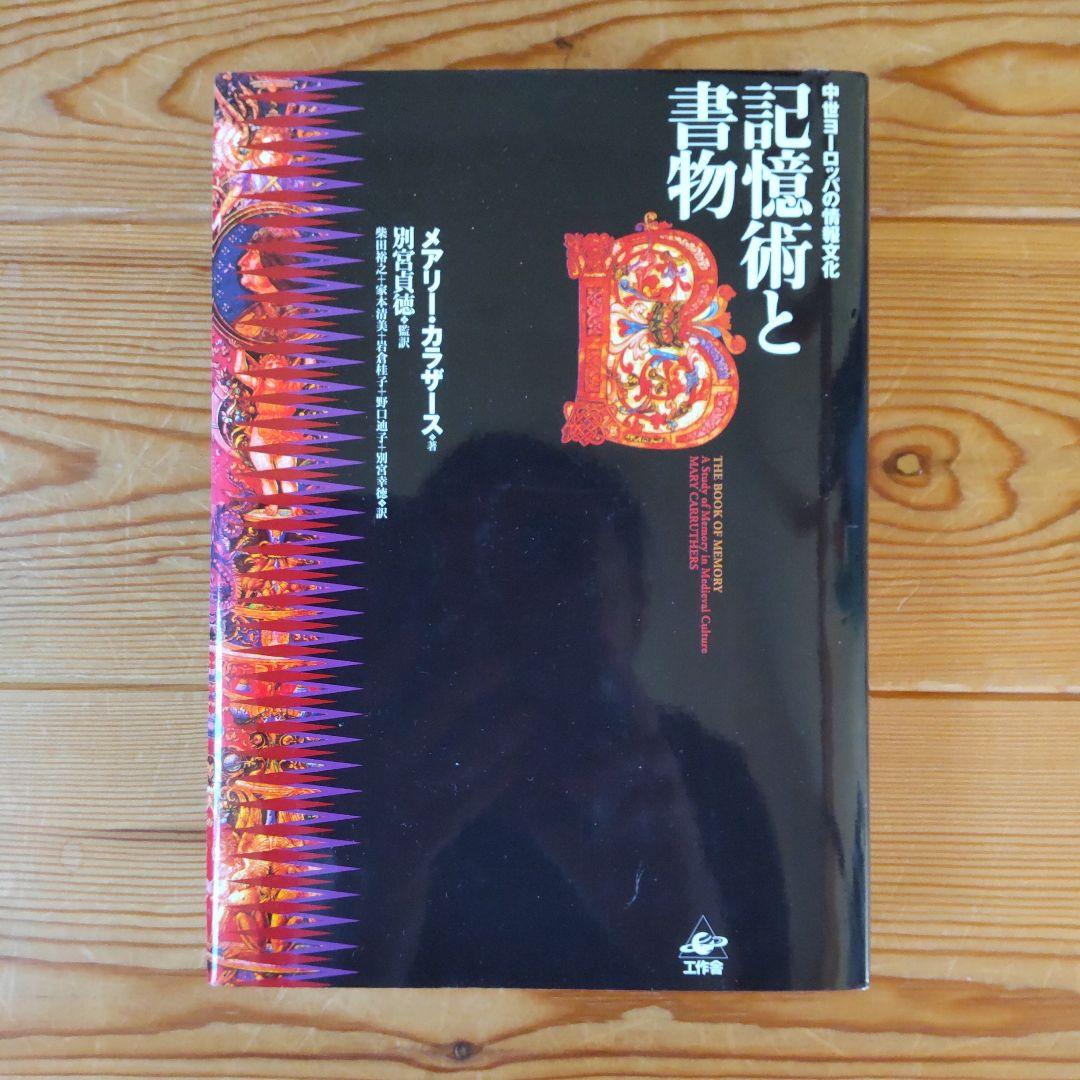 中世ヨーロッパの情報文化
記憶術と
書物
THE BOOK OF MEMORY
A Study of Memory in Medieval Culture
MARY CARRUTHERS
メアリー・カラザース◆著
別宮貞徳◆監訳
柴田裕之+家本清美+岩倉桂子+野口迪子+別宮幸徳◆訳
工作舎